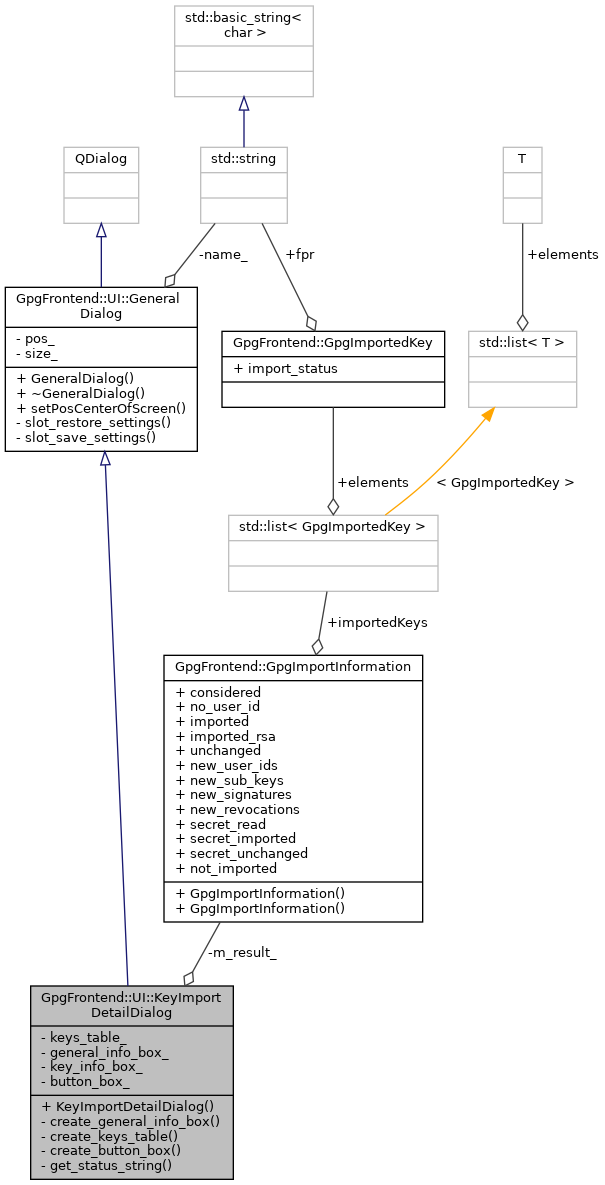 std::basic_string<
char >
QDialog
std::string
T
-name_
+fpr
+elements
GpgFrontend::UI::General
Dialog
- pos_
- size_
+ GeneralDialog()
+ ~GeneralDialog()
+ setPosCenterOfScreen()
- slot_restore_settings()
- slot_save_settings()
GpgFrontend::GpgImportedKey
+ import_status
std::list< T >
+elements
< GpgImportedKey >
std::list< GpgImportedKey >
+importedKeys
GpgFrontend::GpgImportInformation
+ considered
+ no_user_id
+ imported
+ imported_rsa
+ unchanged
+ new_user_ids
+ new_sub_keys
+ new_signatures
+ new_revocations
+ secret_read
+ secret_imported
+ secret_unchanged
+ not_imported
+ GpgImportInformation()
+ GpgImportInformation()
-m_result_
GpgFrontend::UI::KeyImport
DetailDialog
- keys_table_
- general_info_box_
- key_info_box_
- button_box_
+ KeyImportDetailDialog()
- create_general_info_box()
- create_keys_table()
- create_button_box()
- get_status_string()